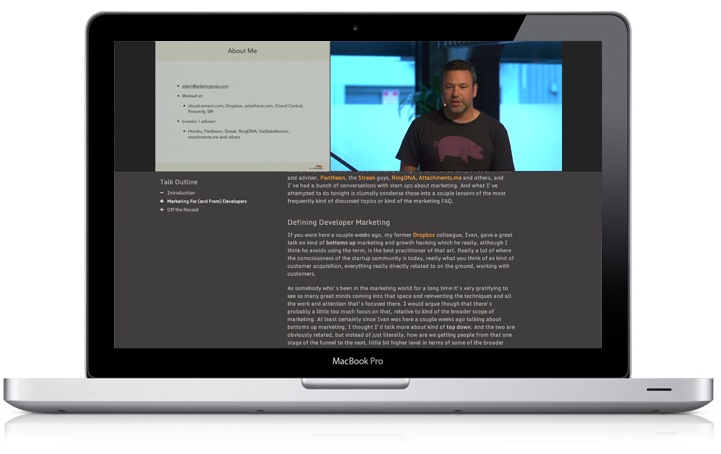 About Me
adam@adamcgross.com
Worked at:
cloudconnect.com, Dropbox, salesforce.com, Grand Central,
Personify, SRI
Investor / advisor:
Heroku, Pantheon, Streak, RingDNA, GetSatisfaction,
attachments.me and others
Talk Outline
Introduction
Marketing For (and From) Developers
Off the Record
and adviser. Pantheon, the Streak guys, RingDNA, Attachments.me and others, and
I've had a bunch of conversations with start ups about marketing. And what I've
attempted to do tonight is clumsily condense those into a couple lessons of the most
frequently kind of discussed topics or kind of the marketing FAQ.
Defining Developer Marketing
If you were here a couple weeks ago, my former Dropbox colleague, Ivan, gave a great
talk on kind of bottoms up marketing and growth hacking which he really, although I
think he avoids using the term, is the best practitioner of that art. Really a lot of where
the consciousness of the startup community is today, really what you think of as kind of
customer acquisition, everything really directly related to on the ground, working with
customers.
As somebody who's been in the marketing world for a long time it's very gratifying to
see so many great minds coming into that space and reinventing the techniques and all
the work and attention that's focused there. I would argue though that there's
probably a little too much focus on that, relative to kind of the broader scope of
marketing. At least certainly since Ivan was here a couple weeks ago talking about
bottoms up marketing, I thought I'd talk more about kind of top down. And the two are
obviously related, but instead of just literally, how are we getting people from that one
stage of the funnel to the next, little bit higher level in terms of some of the broader
MacBook Pro